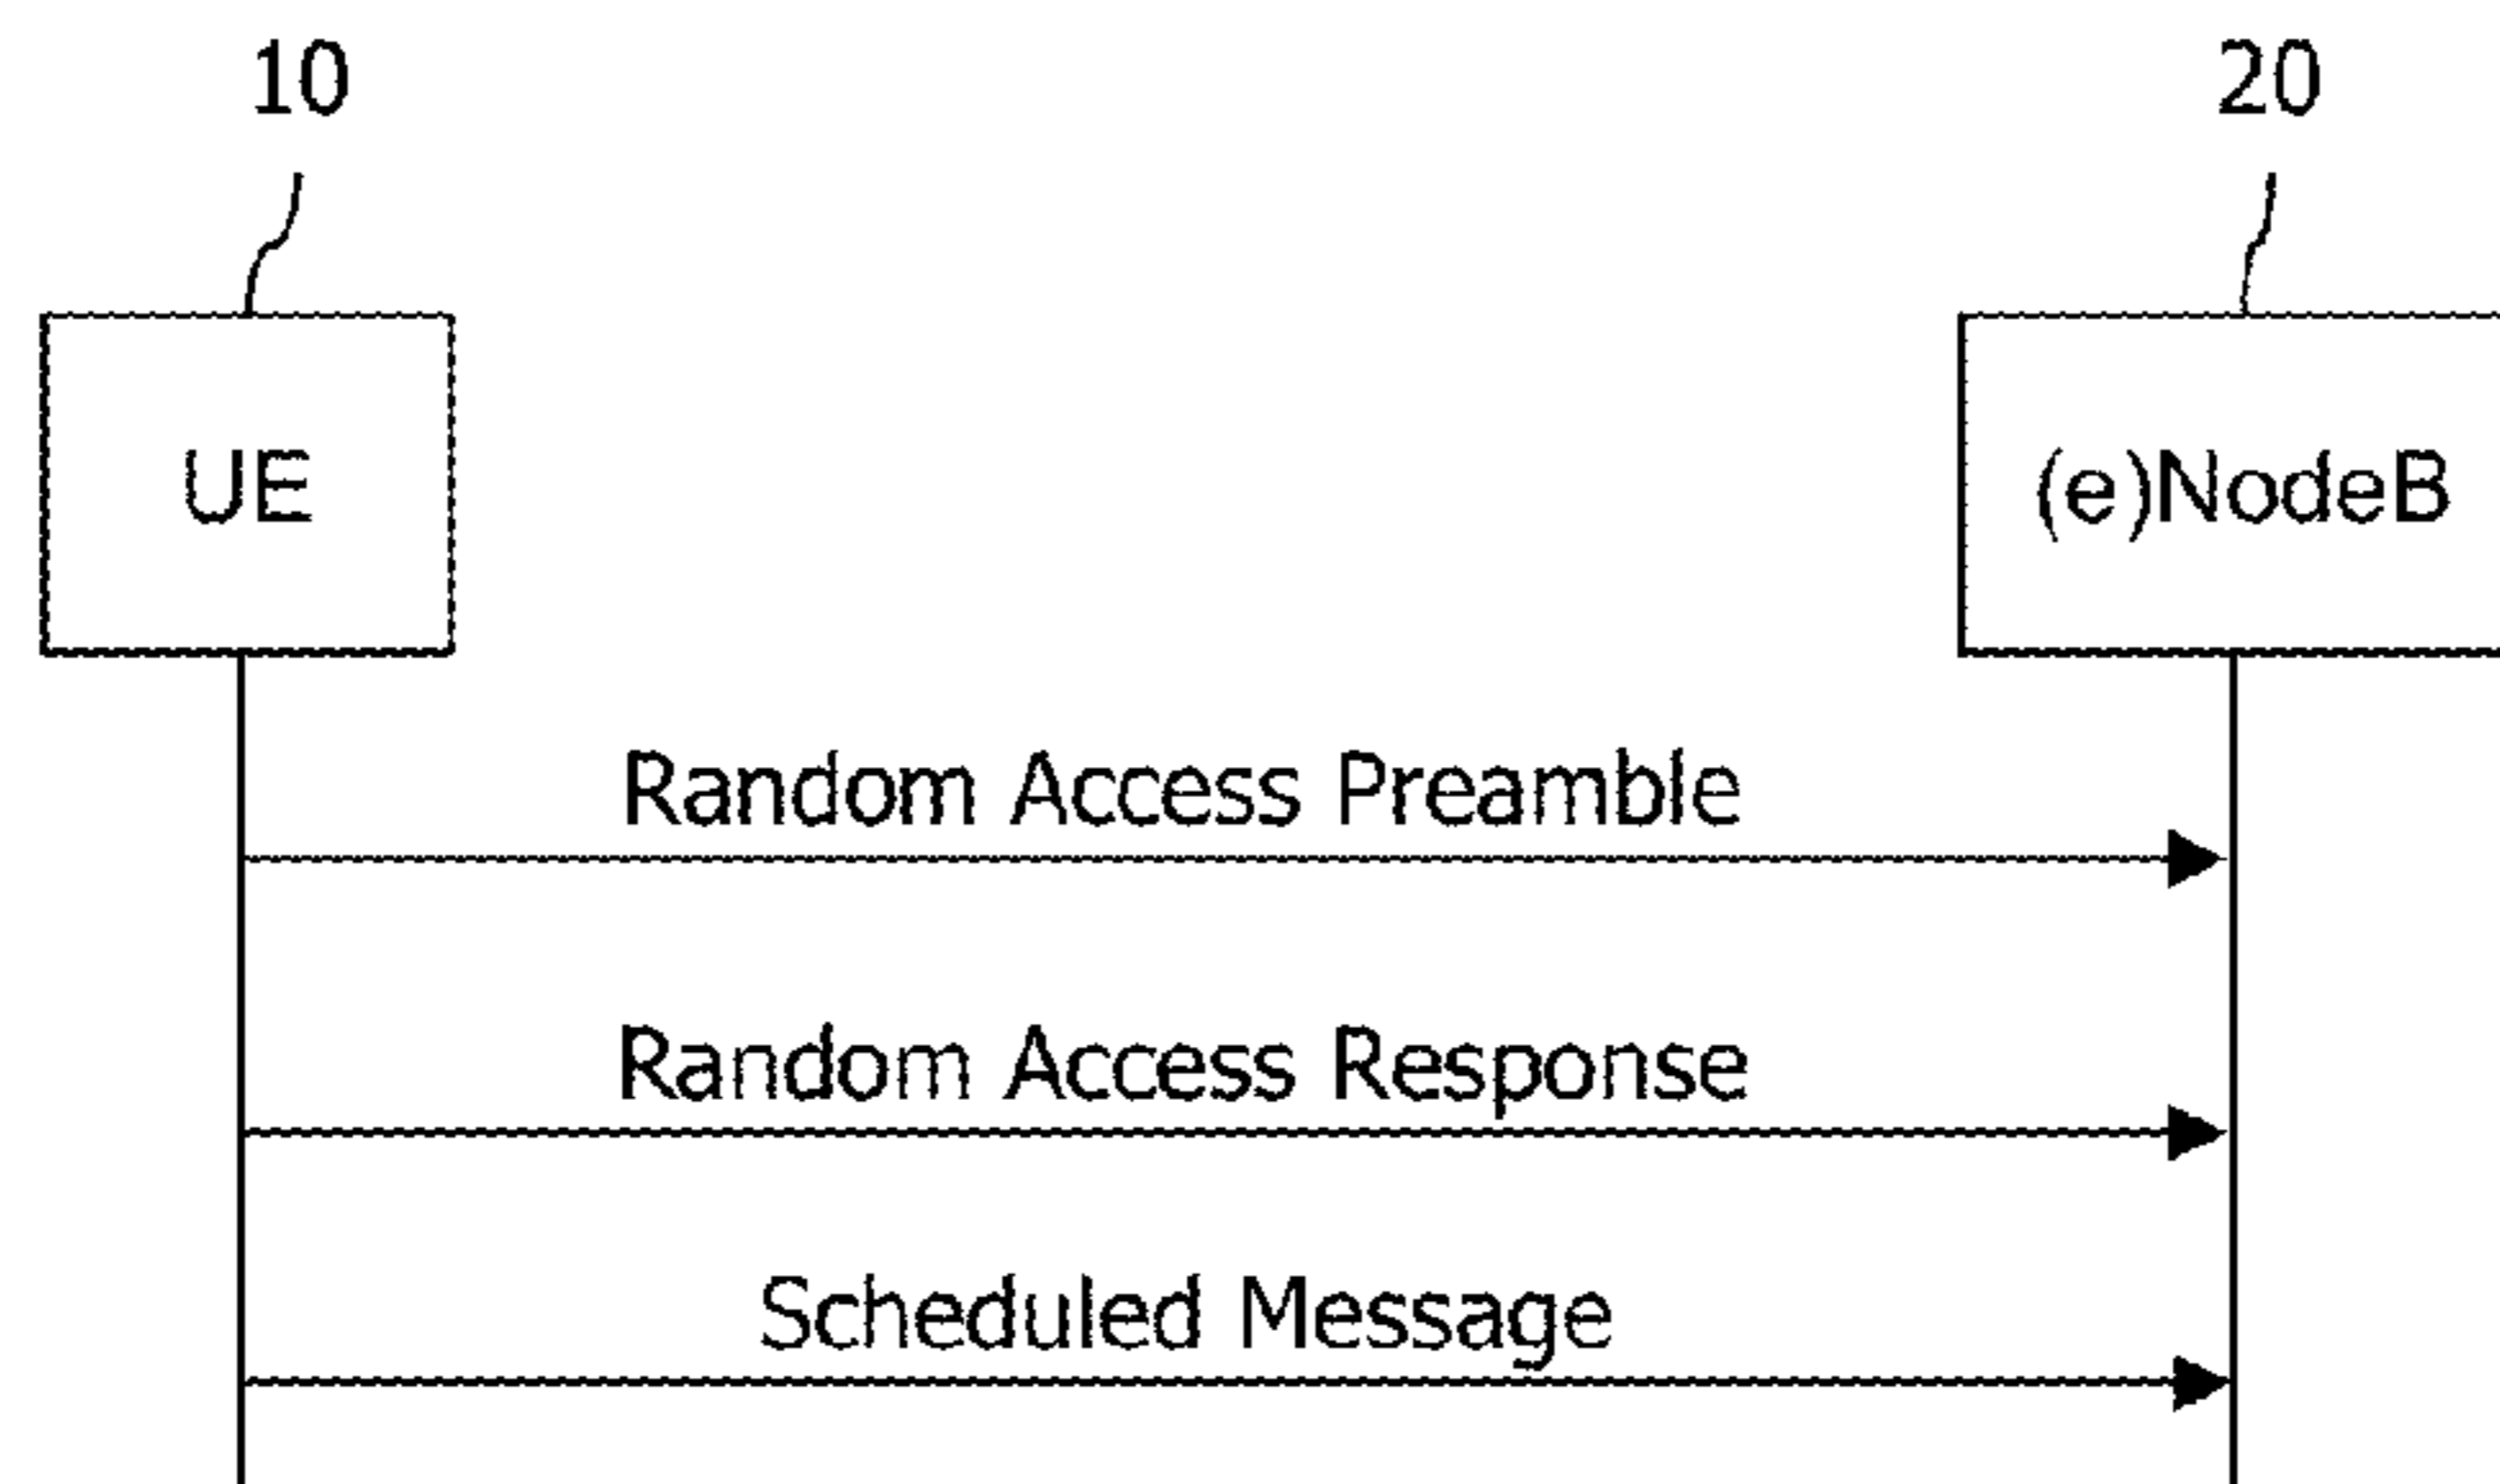 10
20
UE
(e)NodeB
Random Access Preamble
Random Access Response
Scheduled Message